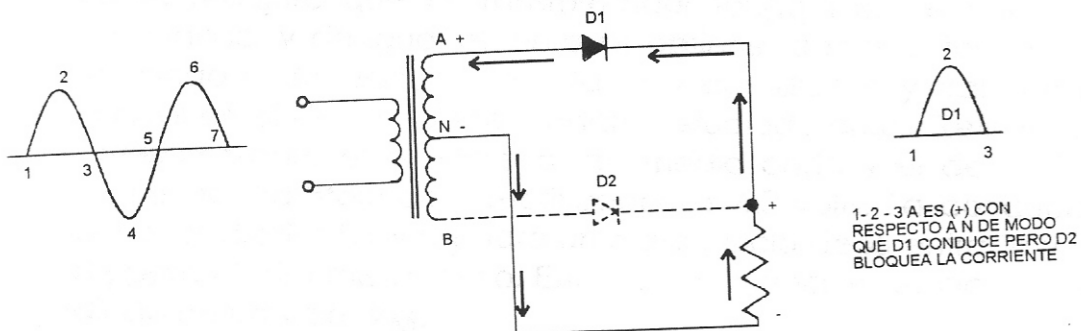 2
6
5
7
1
3
4
A +
D1
N -
D2
B
+
-
2
D1
1
3
1- 2 - 3 A ES (+) CON
RESPECTO A N DE MODO
QUE D1 CONDUCE PERO D2
BLOQUEA LA CORRIENTE